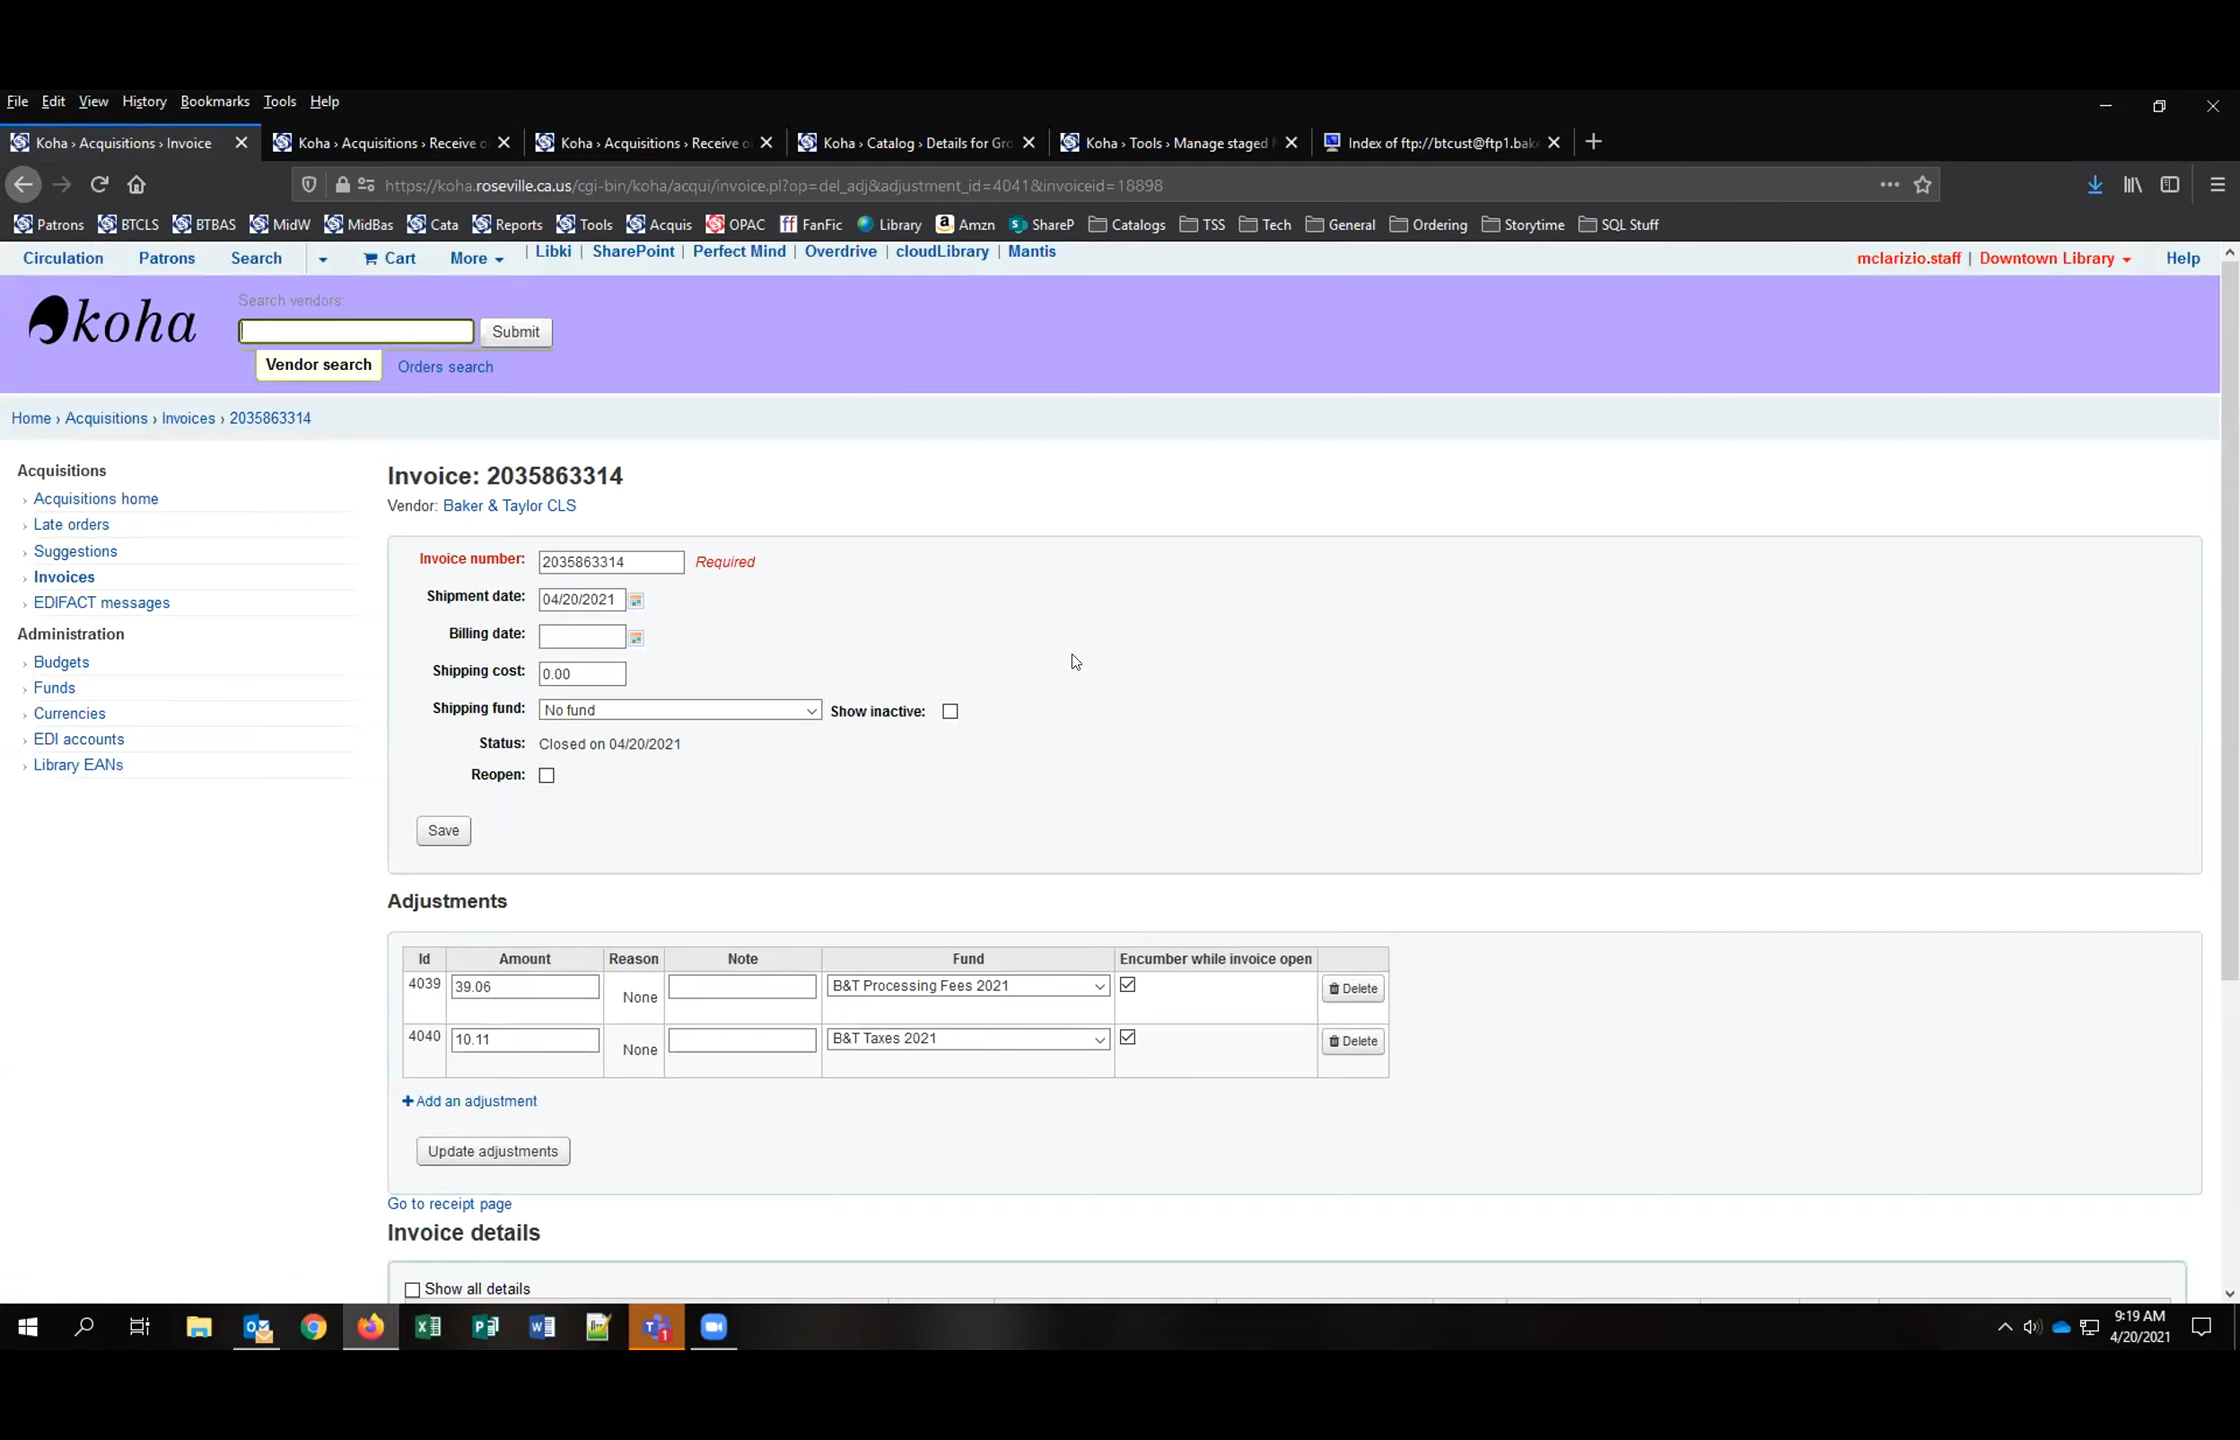 File Edit View History Bookmarks Tools Help
Koha › Acquisitions › Invoice
Koha › Acquisitions › Receive o
Koha › Acquisitions › Receive o
Koha › Catalog › Details for Gro
Koha › Tools › Manage staged
Index of ftp://btcust@ftp1.bak
https://koha.roseville.ca.us/cgi-bin/koha/acqui/invoice.pl?op=del_adj&adjustment_id=4041&invoiceid=18898
Patrons BTCLS BTBAS MidW MidBas Cata Reports Tools Acquis OPAC FanFic Library Amzn ShareP Catalogs TSS Tech General Ordering Storytime SQL Stuff
Circulation Patrons Search Cart More | Libki | SharePoint | Perfect Mind | Overdrive | cloudLibrary | Mantis
mclarizio.staff | Downtown Library Help
koha
Search vendors:
Submit
Vendor search Orders search
Home › Acquisitions › Invoices › 2035863314
Acquisitions
› Acquisitions home
› Late orders
› Suggestions
› Invoices
› EDIFACT messages
Administration
› Budgets
› Funds
› Currencies
› EDI accounts
› Library EANs
Invoice: 2035863314
Vendor: Baker & Taylor CLS
Invoice number: 2035863314 Required
Shipment date: 04/20/2021
Billing date:
Shipping cost: 0.00
Shipping fund: No fund Show inactive:
Status: Closed on 04/20/2021
Reopen:
Save
Adjustments
Id Amount Reason Note Fund Encumber while invoice open
4039 39.06 None B&T Processing Fees 2021 Delete
4040 10.11 None B&T Taxes 2021 Delete
+ Add an adjustment
Update adjustments
Go to receipt page
Invoice details
Show all details
9:19 AM
4/20/2021